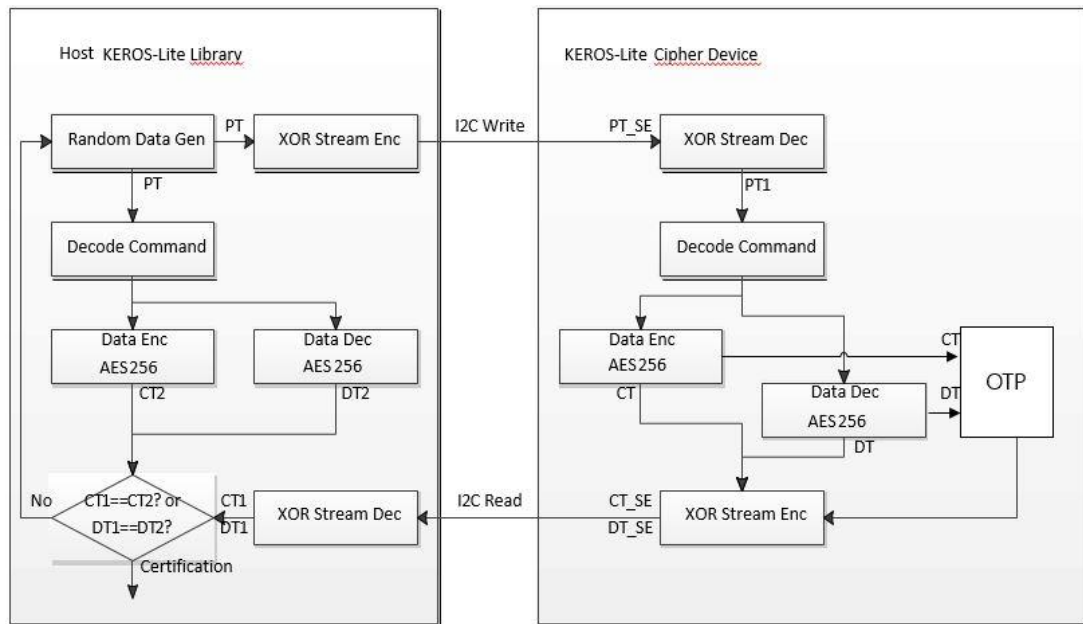 Host KEROS-Lite Library
KEROS-Lite Cipher Device
Random Data Gen
PT
XOR Stream Enc
I2C Write
PT_SE
XOR Stream Dec
PT
PT1
Decode Command
Decode Command
Data Enc
AES256
Data Dec
AES256
Data Enc
AES256
CT
OTP
CT2
DT2
CT
Data Dec
AES256
DT
DT
No
CT1==CT2? or
DT1==DT2?
CT1
DT1
XOR Stream Dec
I2C Read
CT_SE
DT_SE
XOR Stream Enc
Certification